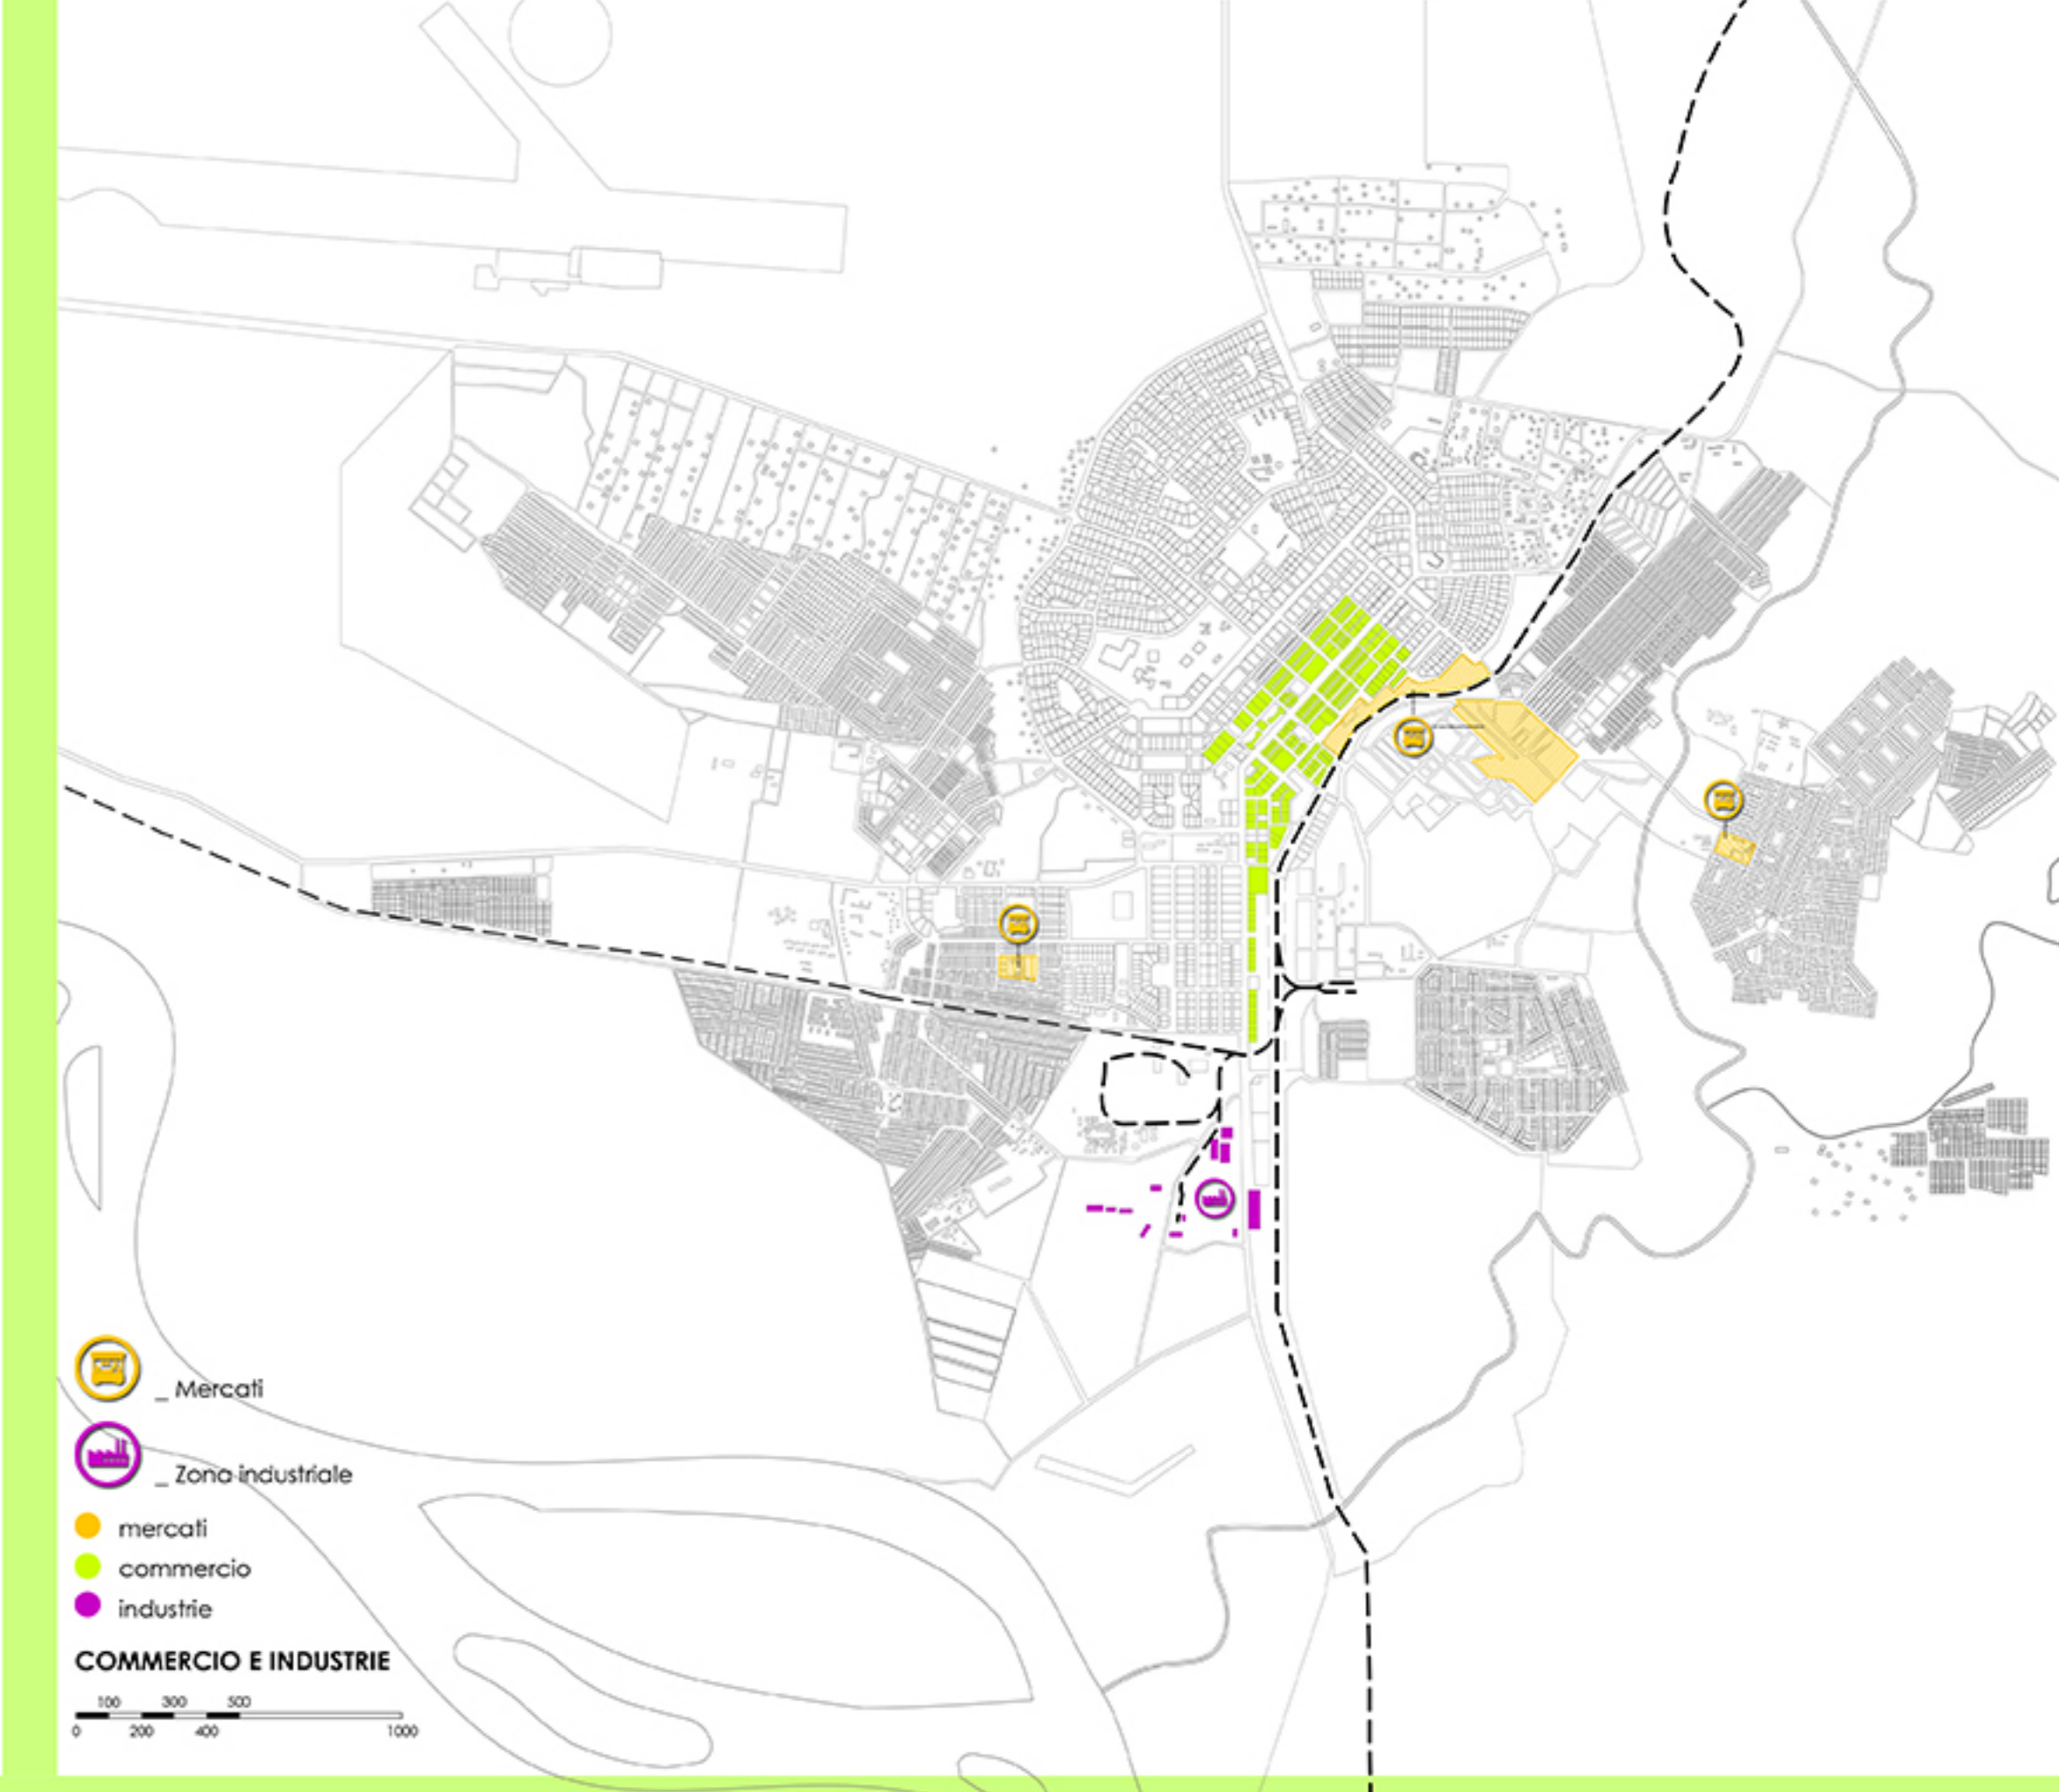 _ Mercati
_ Zona industriale
mercati
commercio
industrie
COMMERCIO E INDUSTRIE
100 300 500
0 200 400 1000